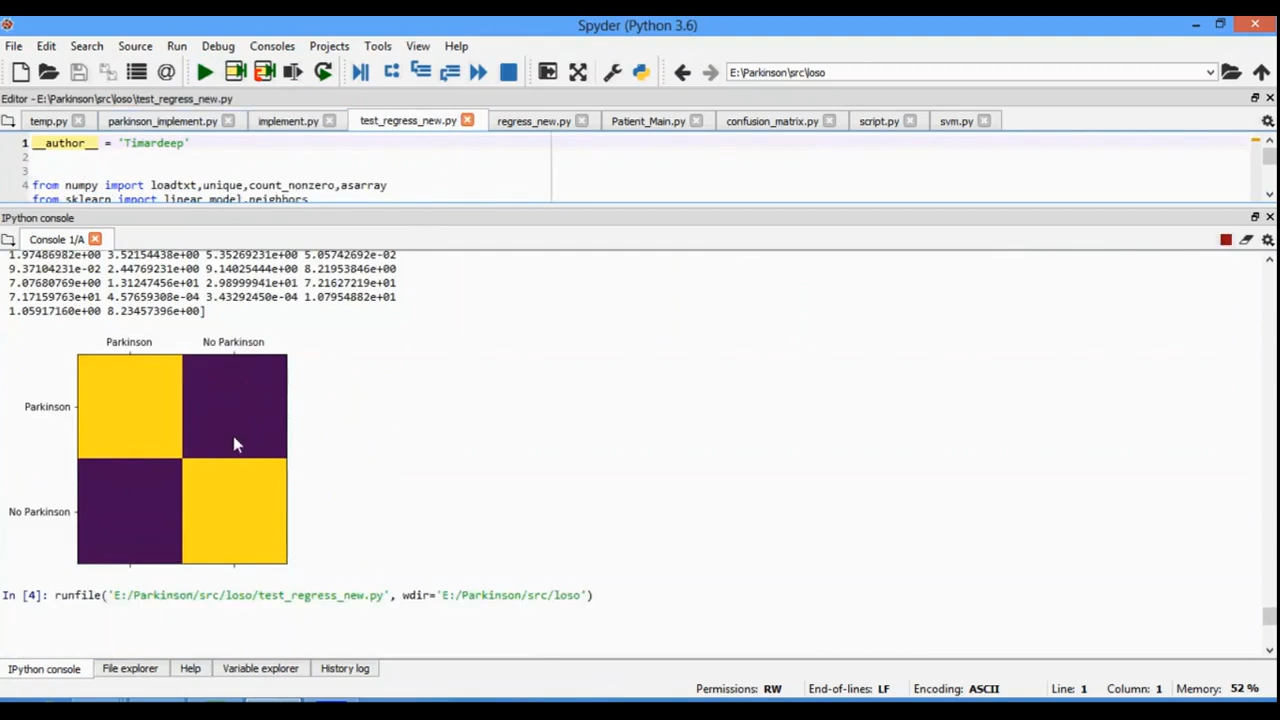 Spyder (Python 3.6)
File Edit Search Source Run Debug Consoles Projects Tools View Help
E:\Parkinson\src\loso
Editor - E:\Parkinson\src\loso\test_regress_new.py
temp.py parkinson_implement.py implement.py test_regress_new.py regress_new.py Patient_Main.py confusion_matrix.py script.py svm.py
1 __author__ = 'Timardeep'
2
3
4 from numpy import loadtxt,unique,count_nonzero,asarray
from sklearn import linear_model,neighbors
IPython console
Console 1/A
1.97486982e+00 3.52154438e+00 5.35269231e+00 5.05742692e-02
9.37104231e-02 2.44769231e+00 9.14025444e+00 8.21953846e+00
7.07680769e+00 1.31247456e+01 2.98999941e+01 7.21627219e+01
7.17159763e+01 4.57659308e-04 3.43292450e-04 1.07954882e+01
1.05917160e+00 8.23457396e+00]
Parkinson No Parkinson
Parkinson
No Parkinson
In [4]: runfile('E:/Parkinson/src/loso/test_regress_new.py', wdir='E:/Parkinson/src/loso')
IPython console File explorer Help Variable explorer History log
Permissions: RW End-of-lines: LF Encoding: ASCII Line: 1 Column: 1 Memory: 52 %